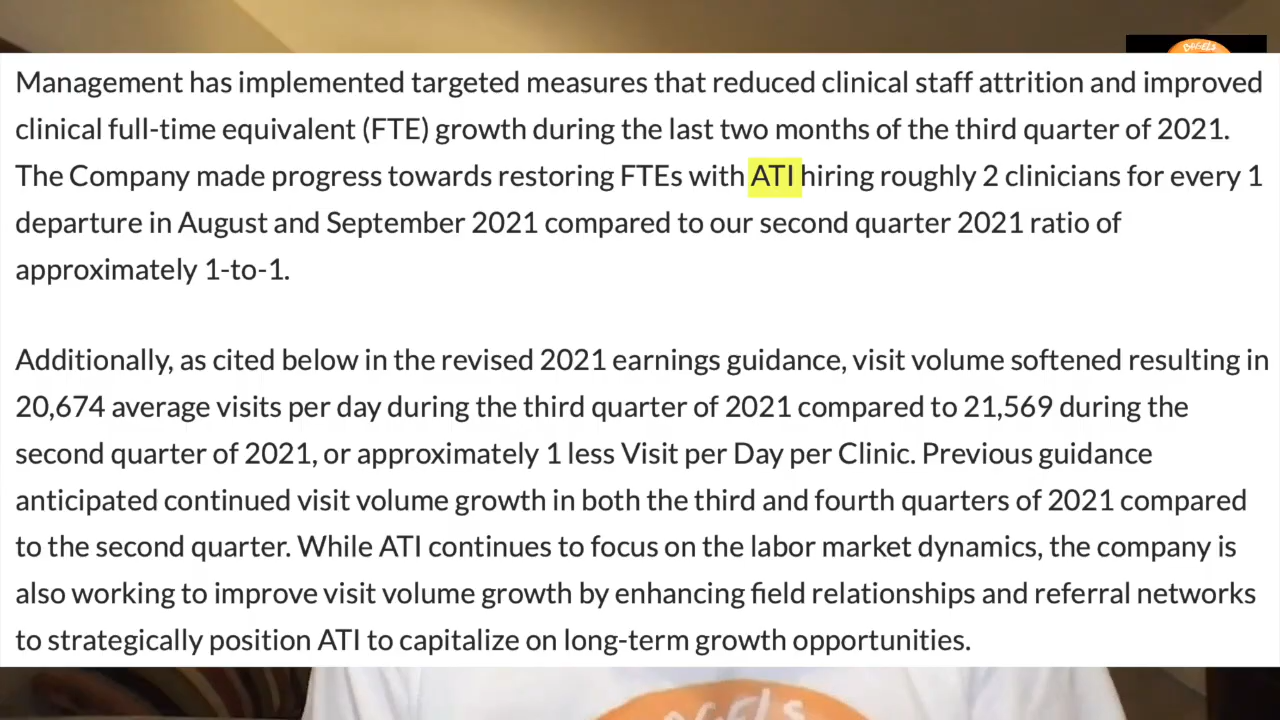 BAGELS
Management has implemented targeted measures that reduced clinical staff attrition and improved
clinical full-time equivalent (FTE) growth during the last two months of the third quarter of 2021.
The Company made progress towards restoring FTEs with ATI hiring roughly 2 clinicians for every 1
departure in August and September 2021 compared to our second quarter 2021 ratio of
approximately 1-to-1.
Additionally, as cited below in the revised 2021 earnings guidance, visit volume softened resulting in
20,674 average visits per day during the third quarter of 2021 compared to 21,569 during the
second quarter of 2021, or approximately 1 less Visit per Day per Clinic. Previous guidance
anticipated continued visit volume growth in both the third and fourth quarters of 2021 compared
to the second quarter. While ATI continues to focus on the labor market dynamics, the company is
also working to improve visit volume growth by enhancing field relationships and referral networks
to strategically position ATI to capitalize on long-term growth opportunities.